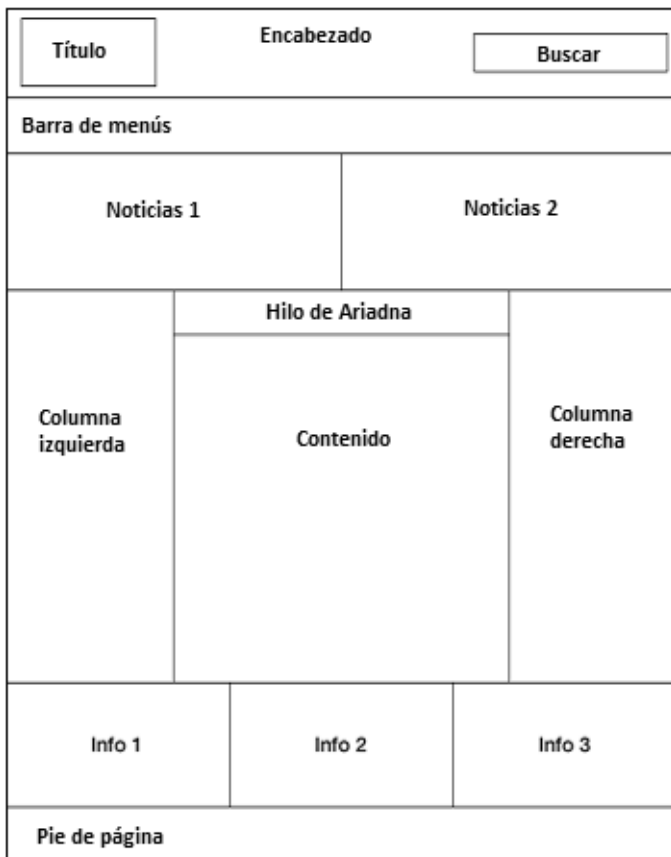 Título
Encabezado
Buscar
Barra de menús
Noticias 1
Noticias 2
Hilo de Ariadna
Columna
izquierda
Contenido
Columna
derecha
Info 1
Info 2
Info 3
Pie de página